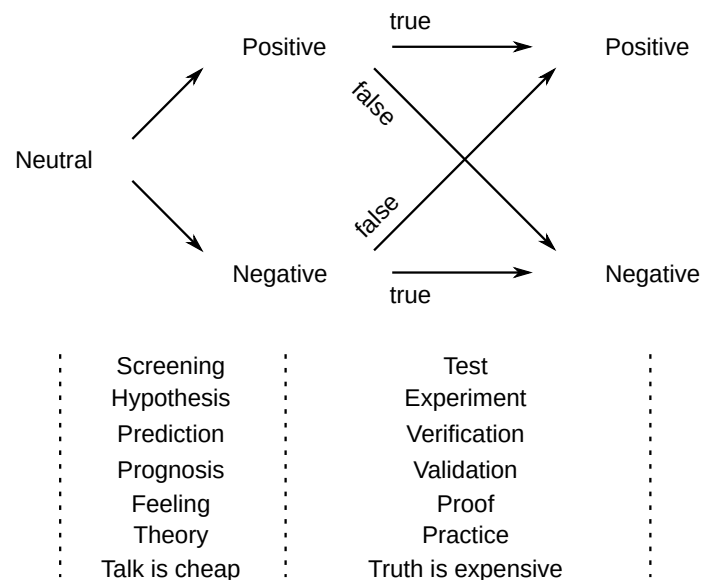 true
Positive
Positive
false
Neutral
false
Negative
Negative
true
Screening
Test
Hypothesis
Experiment
Prediction
Verification
Prognosis
Validation
Feeling
Proof
Theory
Practice
Talk is cheap
Truth is expensive